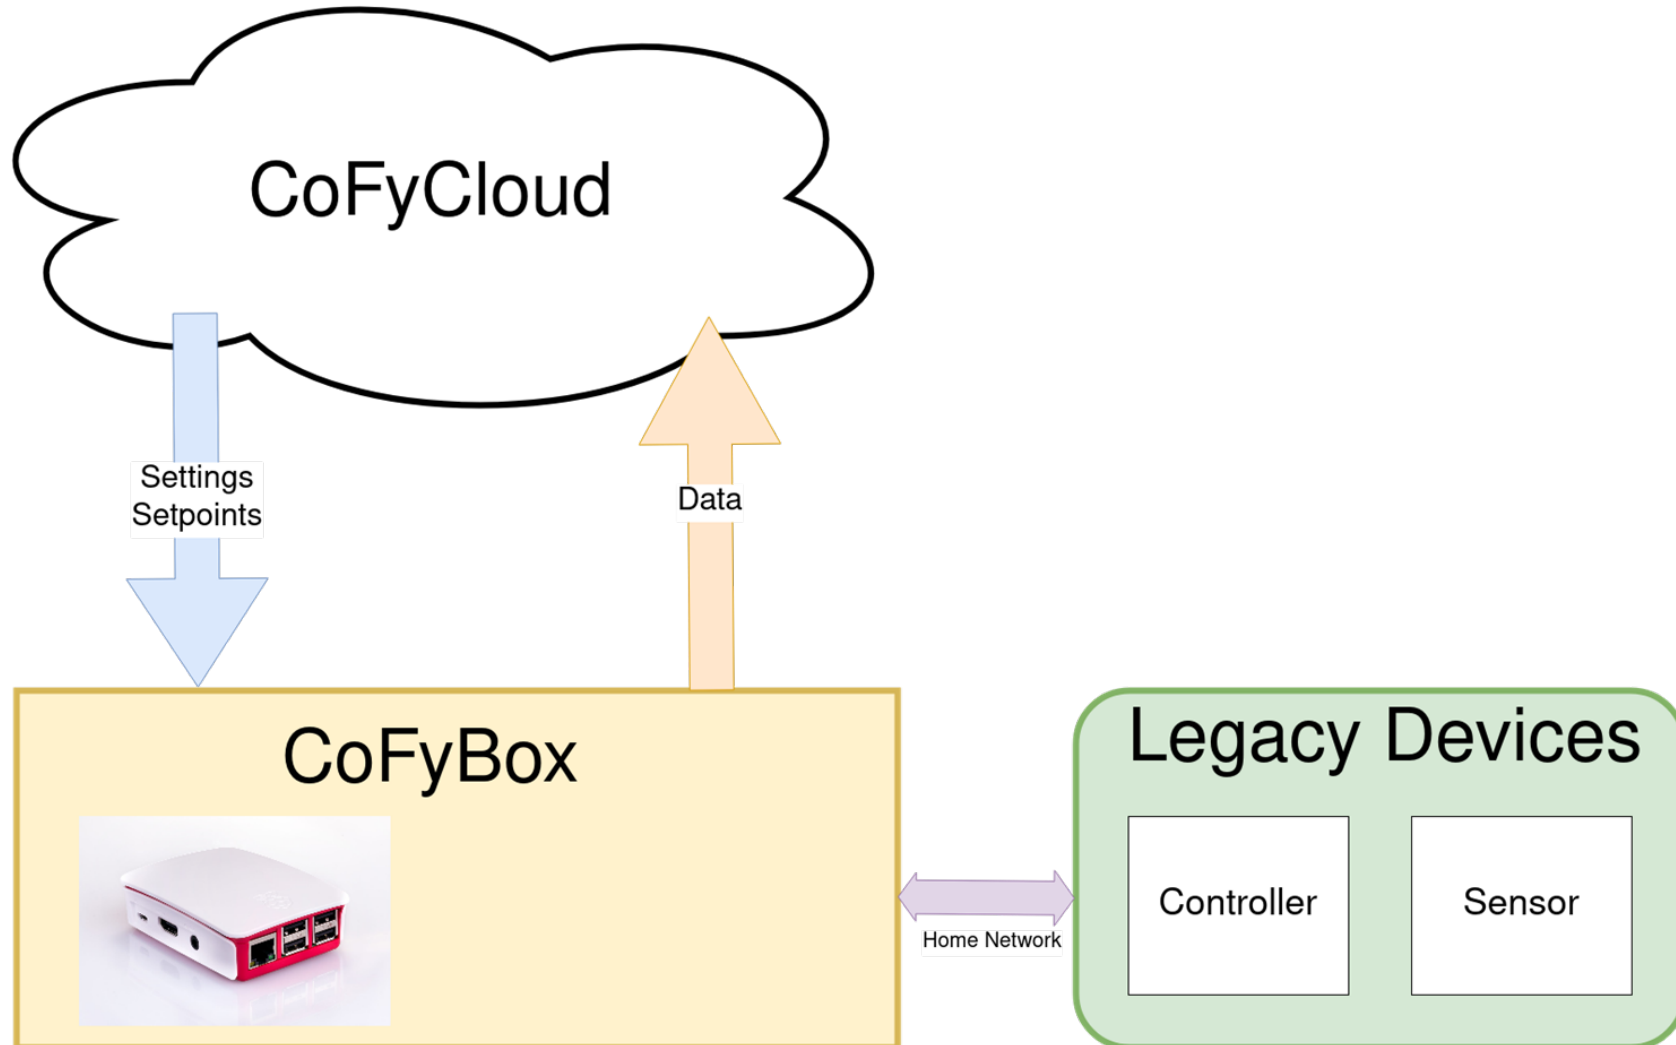 CoFyCloud
Settings
Setpoints
Data
CoFyBox
Legacy Devices
Controller
Sensor
Home Network